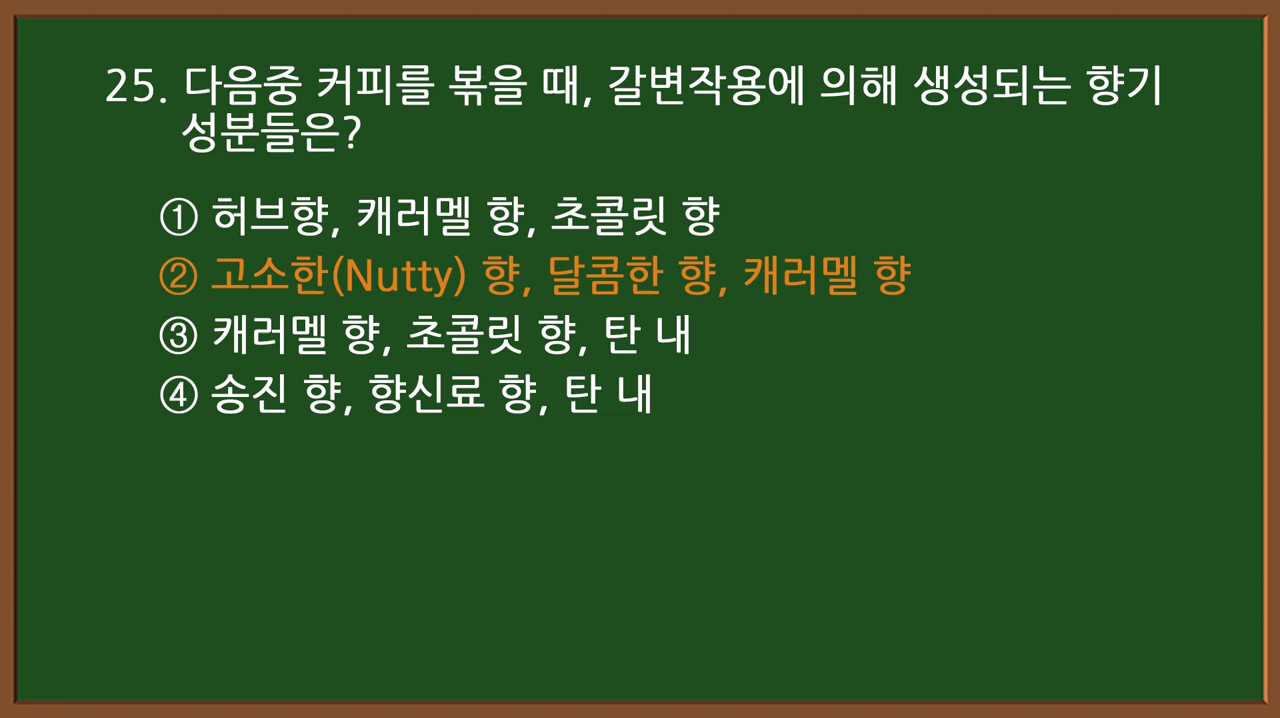 25. 다음중 커피를 볶을 때, 갈변작용에 의해 생성되는 향기
성분들은?
① 허브향, 캐러멜 향, 초콜릿 향
② 고소한(Nutty) 향, 달콤한 향, 캐러멜 향
③ 캐러멜 향, 초콜릿 향, 탄 내
④ 송진 향, 향신료 향, 탄 내